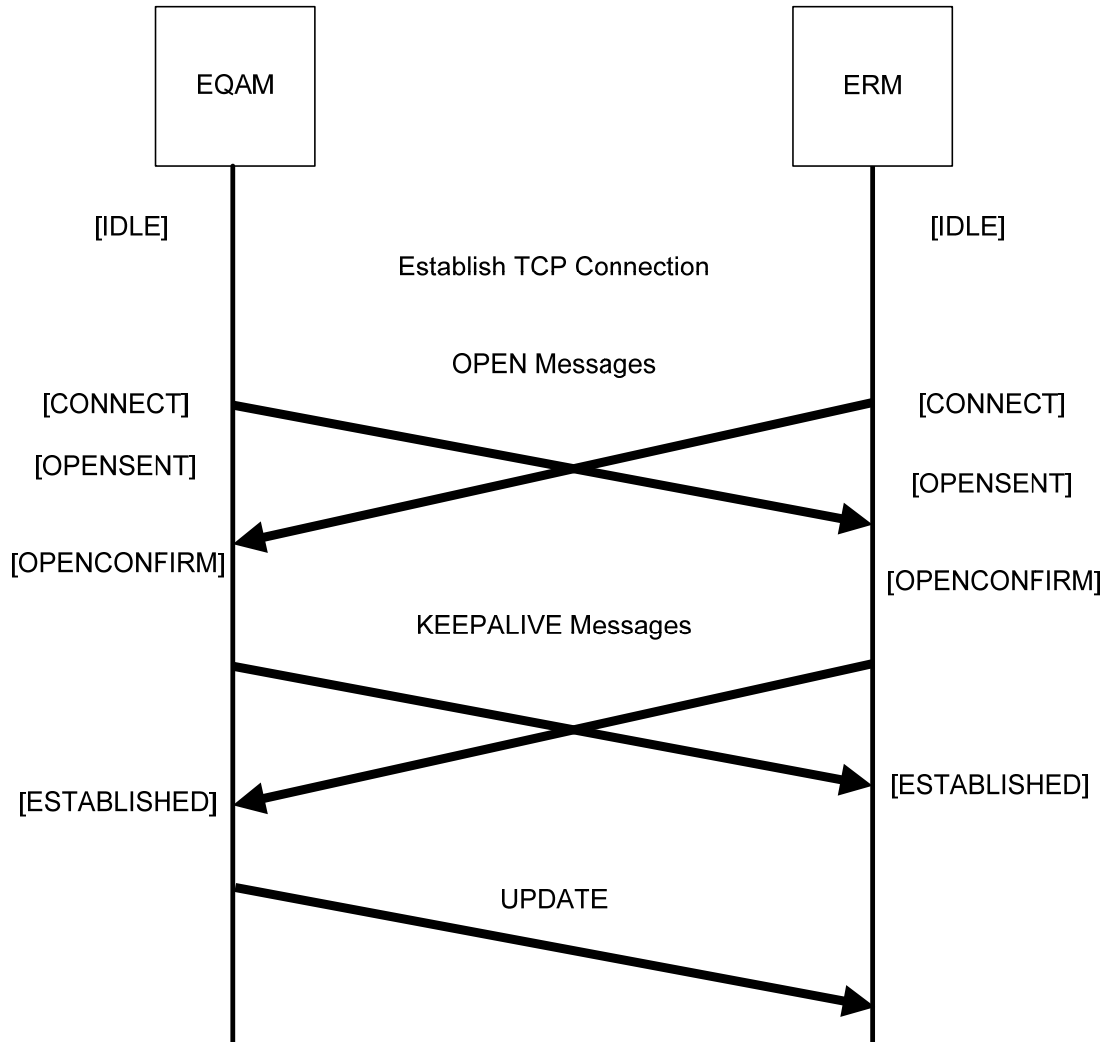 EQAM
ERM
[IDLE]
[IDLE]
Establish TCP Connection
OPEN Messages
[CONNECT]
[CONNECT]
[OPENSENT]
[OPENSENT]
[OPENCONFIRM]
[OPENCONFIRM]
KEEPALIVE Messages
[ESTABLISHED]
[ESTABLISHED]
UPDATE